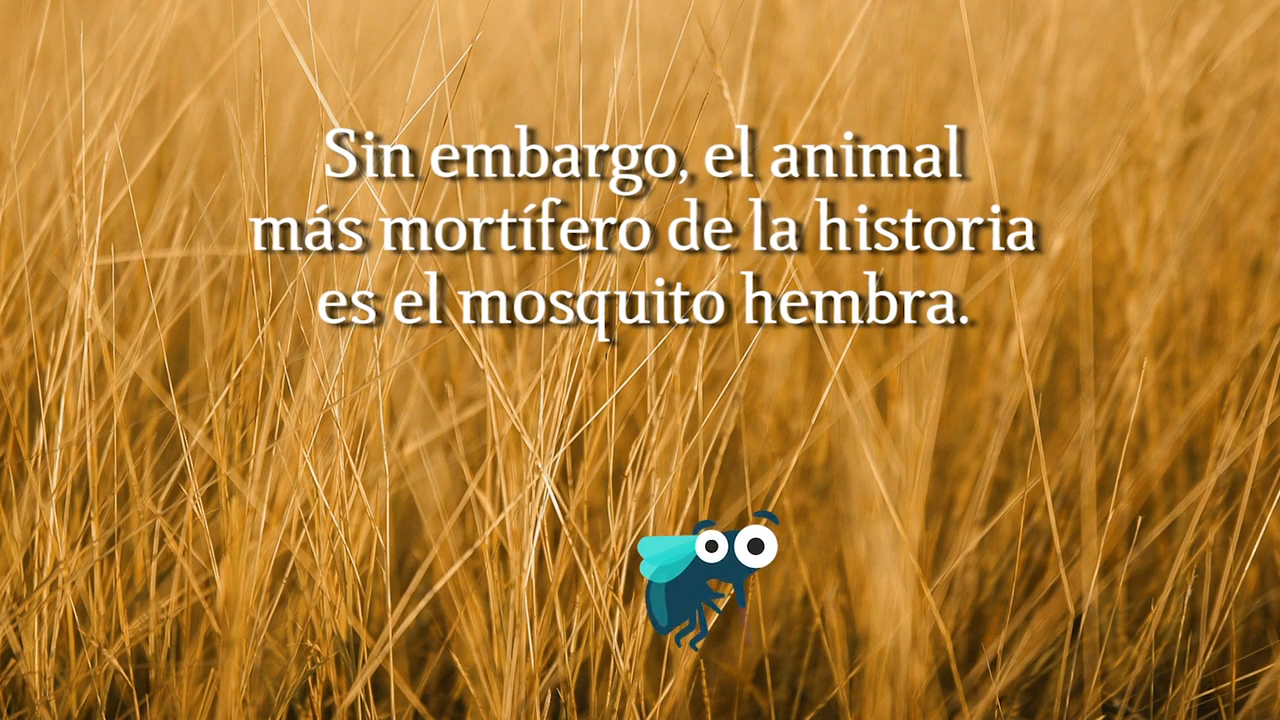 Sin embargo, el animal
más mortífero de la historia
es el mosquito hembra.